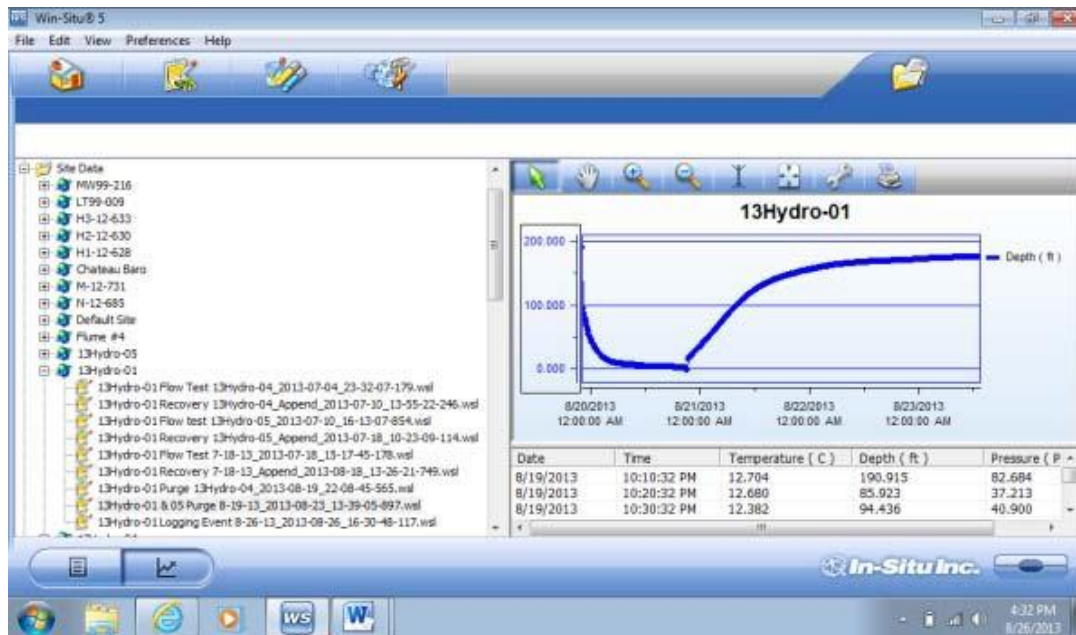 Win-Situ® 5
File Edit View Preferences Help
Site Data
MW99-216
LT99-009
H3-12-633
H2-12-630
H1-12-628
Chateau Baro
M-12-731
N-12-685
Default Site
Flume #4
13Hydro-05
13Hydro-01
13Hydro-01 Flow Test 13Hydro-04_2013-07-04_23-32-07-179.wsl
13Hydro-01 Recovery 13Hydro-04_Append_2013-07-10_13-55-22-246.wsl
13Hydro-01 Flow test 13Hydro-05_2013-07-10_16-13-07-854.wsl
13Hydro-01 Recovery 13Hydro-05_Append_2013-07-18_10-23-09-114.wsl
13Hydro-01 Flow Test 7-18-13_2013-07-18_15-17-45-178.wsl
13Hydro-01 Recovery 7-18-13_Append_2013-08-18_13-26-21-749.wsl
13Hydro-01 Purge 13Hydro-04_2013-08-19_22-08-45-565.wsl
13Hydro-01 & 05 Purge 8-19-13_2013-08-23_13-39-05-897.wsl
13Hydro-01 Logging Event 8-26-13_2013-08-26_16-30-48-117.wsl
13Hydro-01
200.000
100.000
0.000
Depth ( ft )
8/20/2013 8/21/2013 8/22/2013 8/23/2013
12:00:00 AM 12:00:00 AM 12:00:00 AM 12:00:00 AM
Date Time Temperature ( C ) Depth ( ft ) Pressure ( P
8/19/2013 10:10:32 PM 12.704 190.915 82.684
8/19/2013 10:20:32 PM 12.680 85.923 37.213
8/19/2013 10:30:32 PM 12.382 94.436 40.900
In-Situ Inc.
WS
W
4:32 PM
8/26/2013